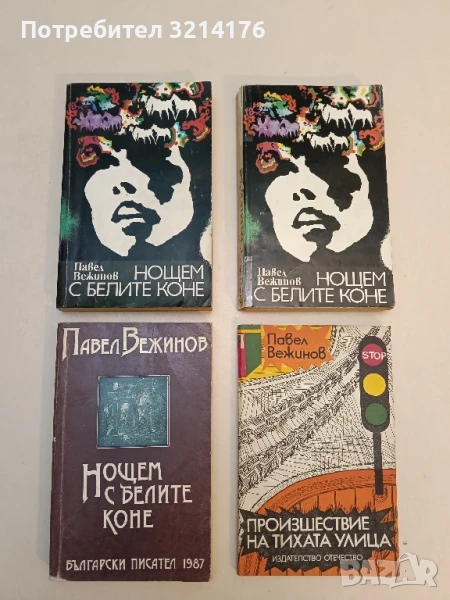 Потребител 3214176
Павел
Вежинов
НОЩЕМ
С БЕЛИТЕ КОНЕ
Павел
Вежинов
НОЩЕМ
С БЕЛИТЕ КОНЕ
ПАВЕЛ ВЕЖИНОВ
НОЩЕМ
С БЕЛИТЕ
КОНЕ
БЪЛГАРСКИ ПИСАТЕЛ 1987
Павел
Вежинов
STOP
ПРОИЗШЕСТВИЕ
НА ТИХАТА УЛИЦА
ИЗДАТЕЛСТВО ОТЕЧЕСТВО
BAZAR